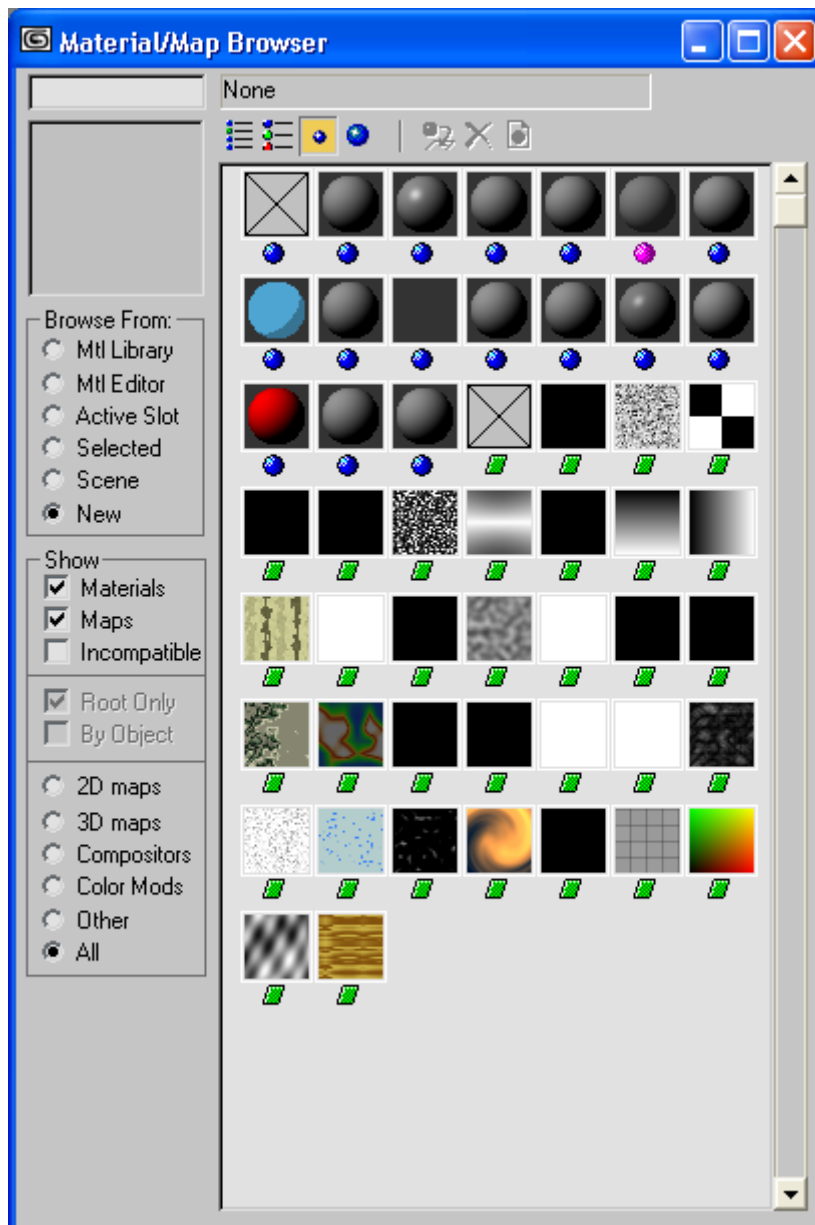 Material/Map Browser
None
Browse From:
Mtl Library
Mtl Editor
Active Slot
Selected
Scene
New
Show
Materials
Maps
Incompatible
Root Only
By Object
2D maps
3D maps
Compositors
Color Mods
Other
All